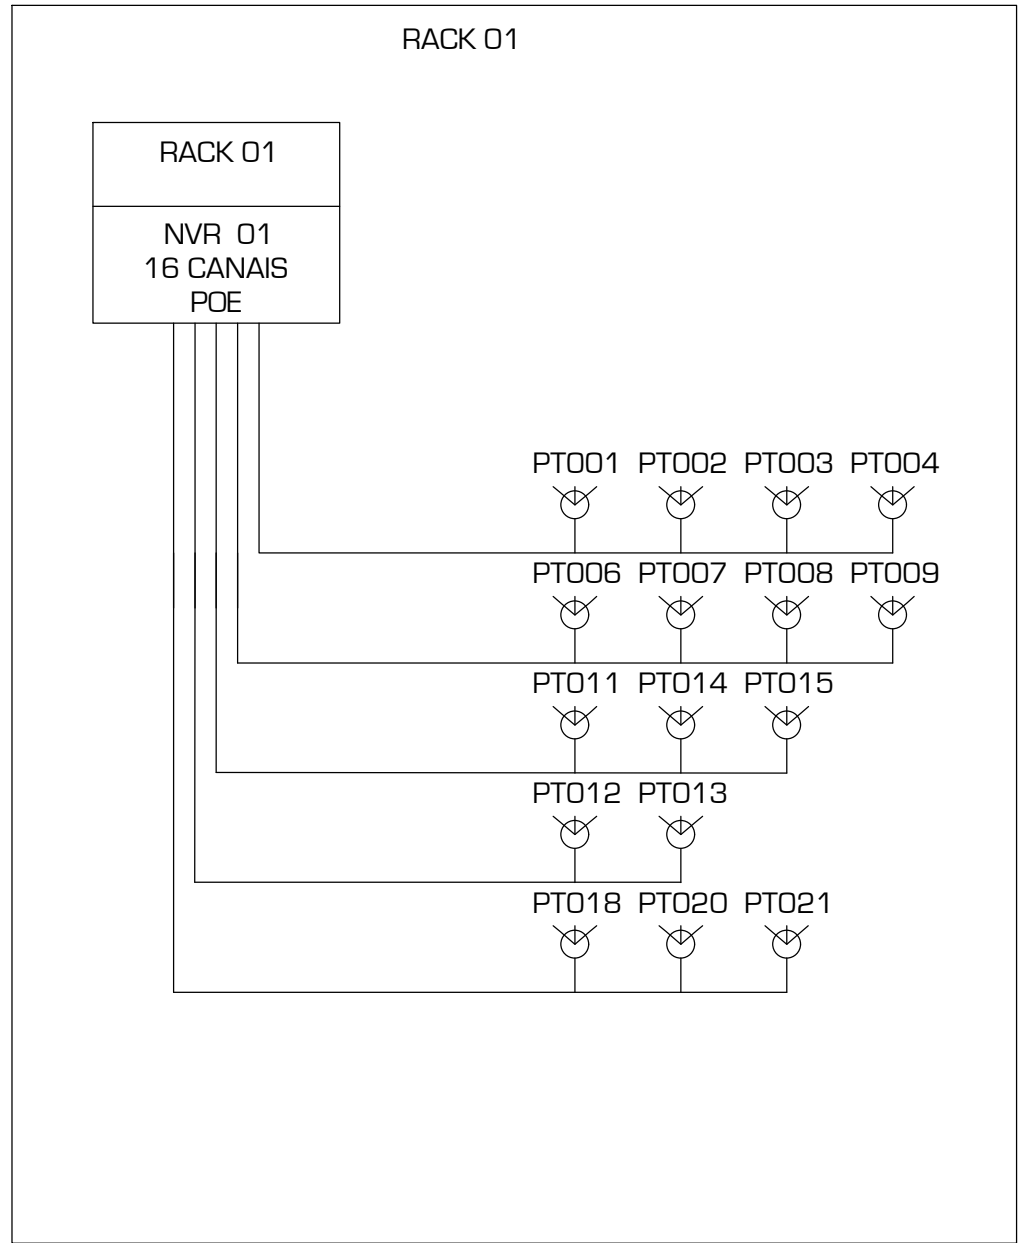 RACK 01
RACK 01
NVR 01
16 CANAIS
POE
PT001 PT002 PT003 PT004
PT006 PT007 PT008 PT009
PT011 PT014 PT015
PT012 PT013
PT018 PT020 PT021